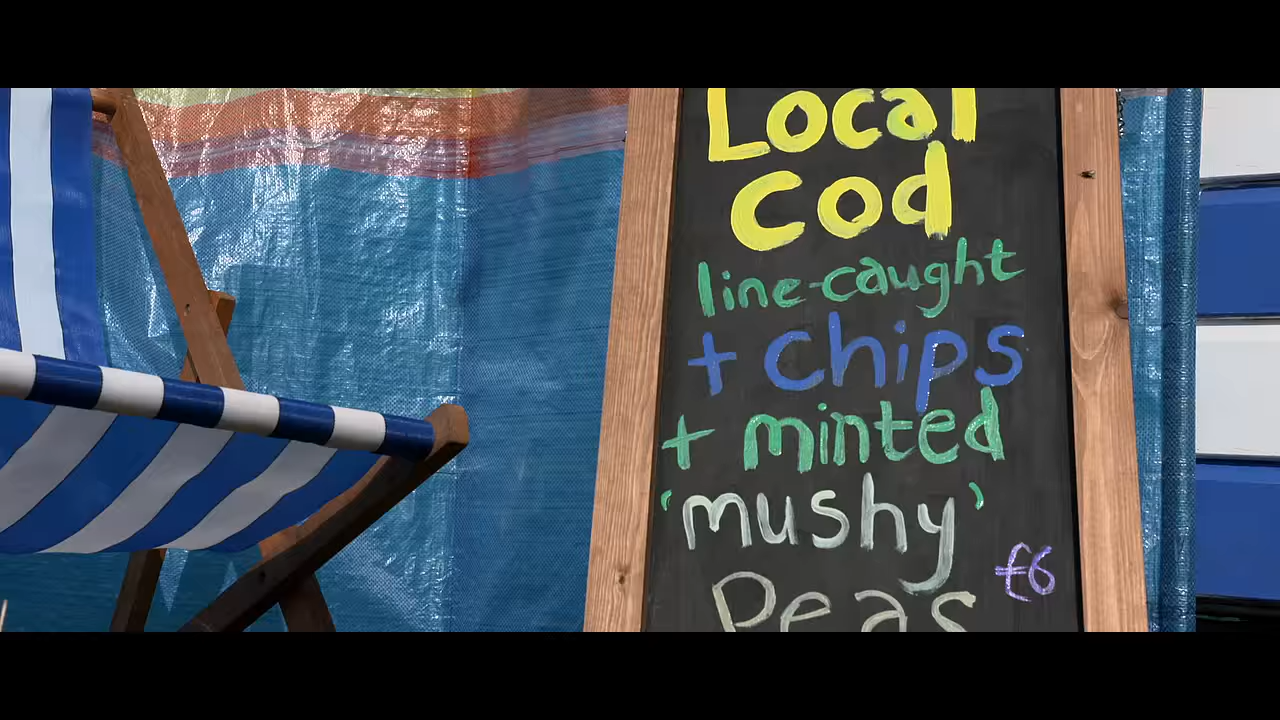 Local
Cod
line-caught
+ chips
+ minted
'mushy'
Peas £6